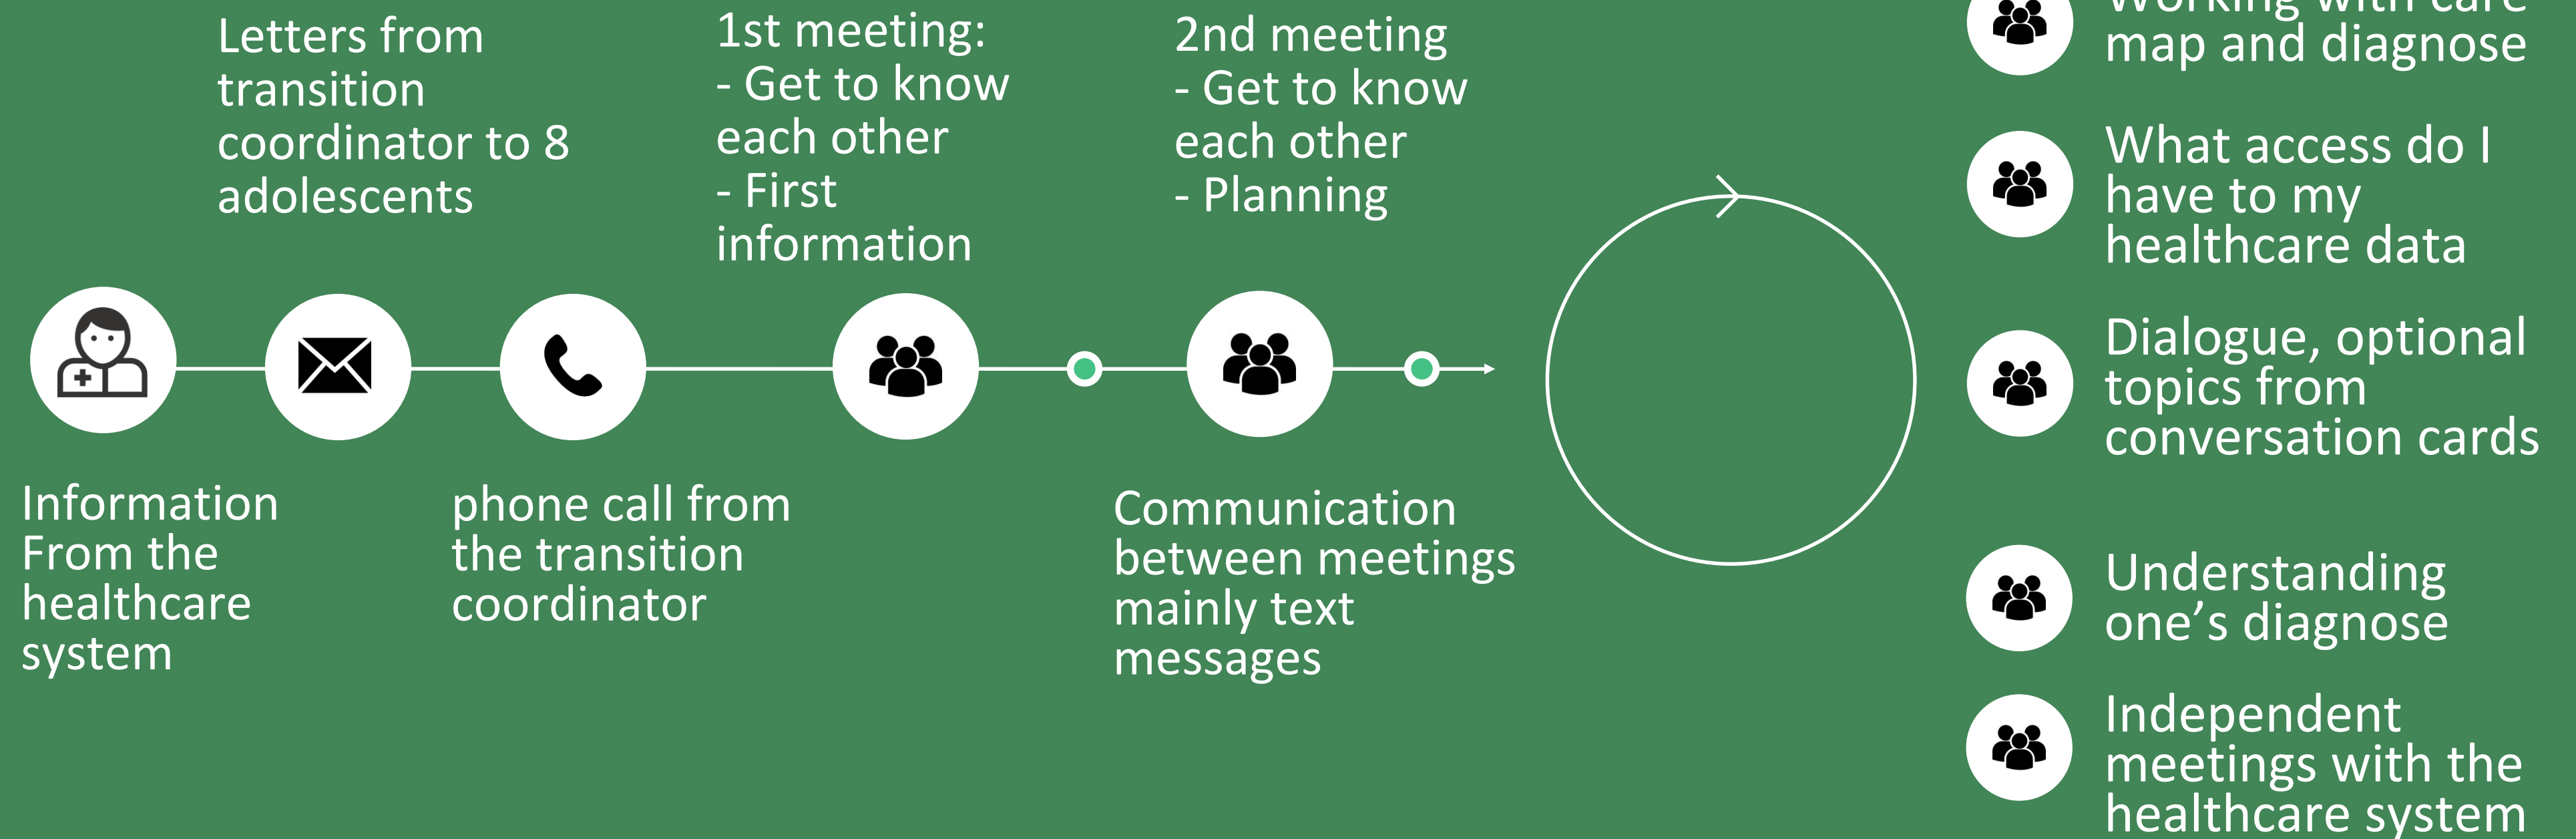 Letters from
transition
coordinator to 8
adolescents
1st meeting:
- Get to know
each other
- First
information
2nd meeting
- Get to know
each other
- Planning
Information
From the
healthcare
system
phone call from
the transition
coordinator
Communication
between meetings
mainly text
messages
Working with care
map and diagnose
What access do I
have to my
healthcare data
Dialogue, optional
topics from
conversation cards
Understanding
one’s diagnose
Independent
meetings with the
healthcare system